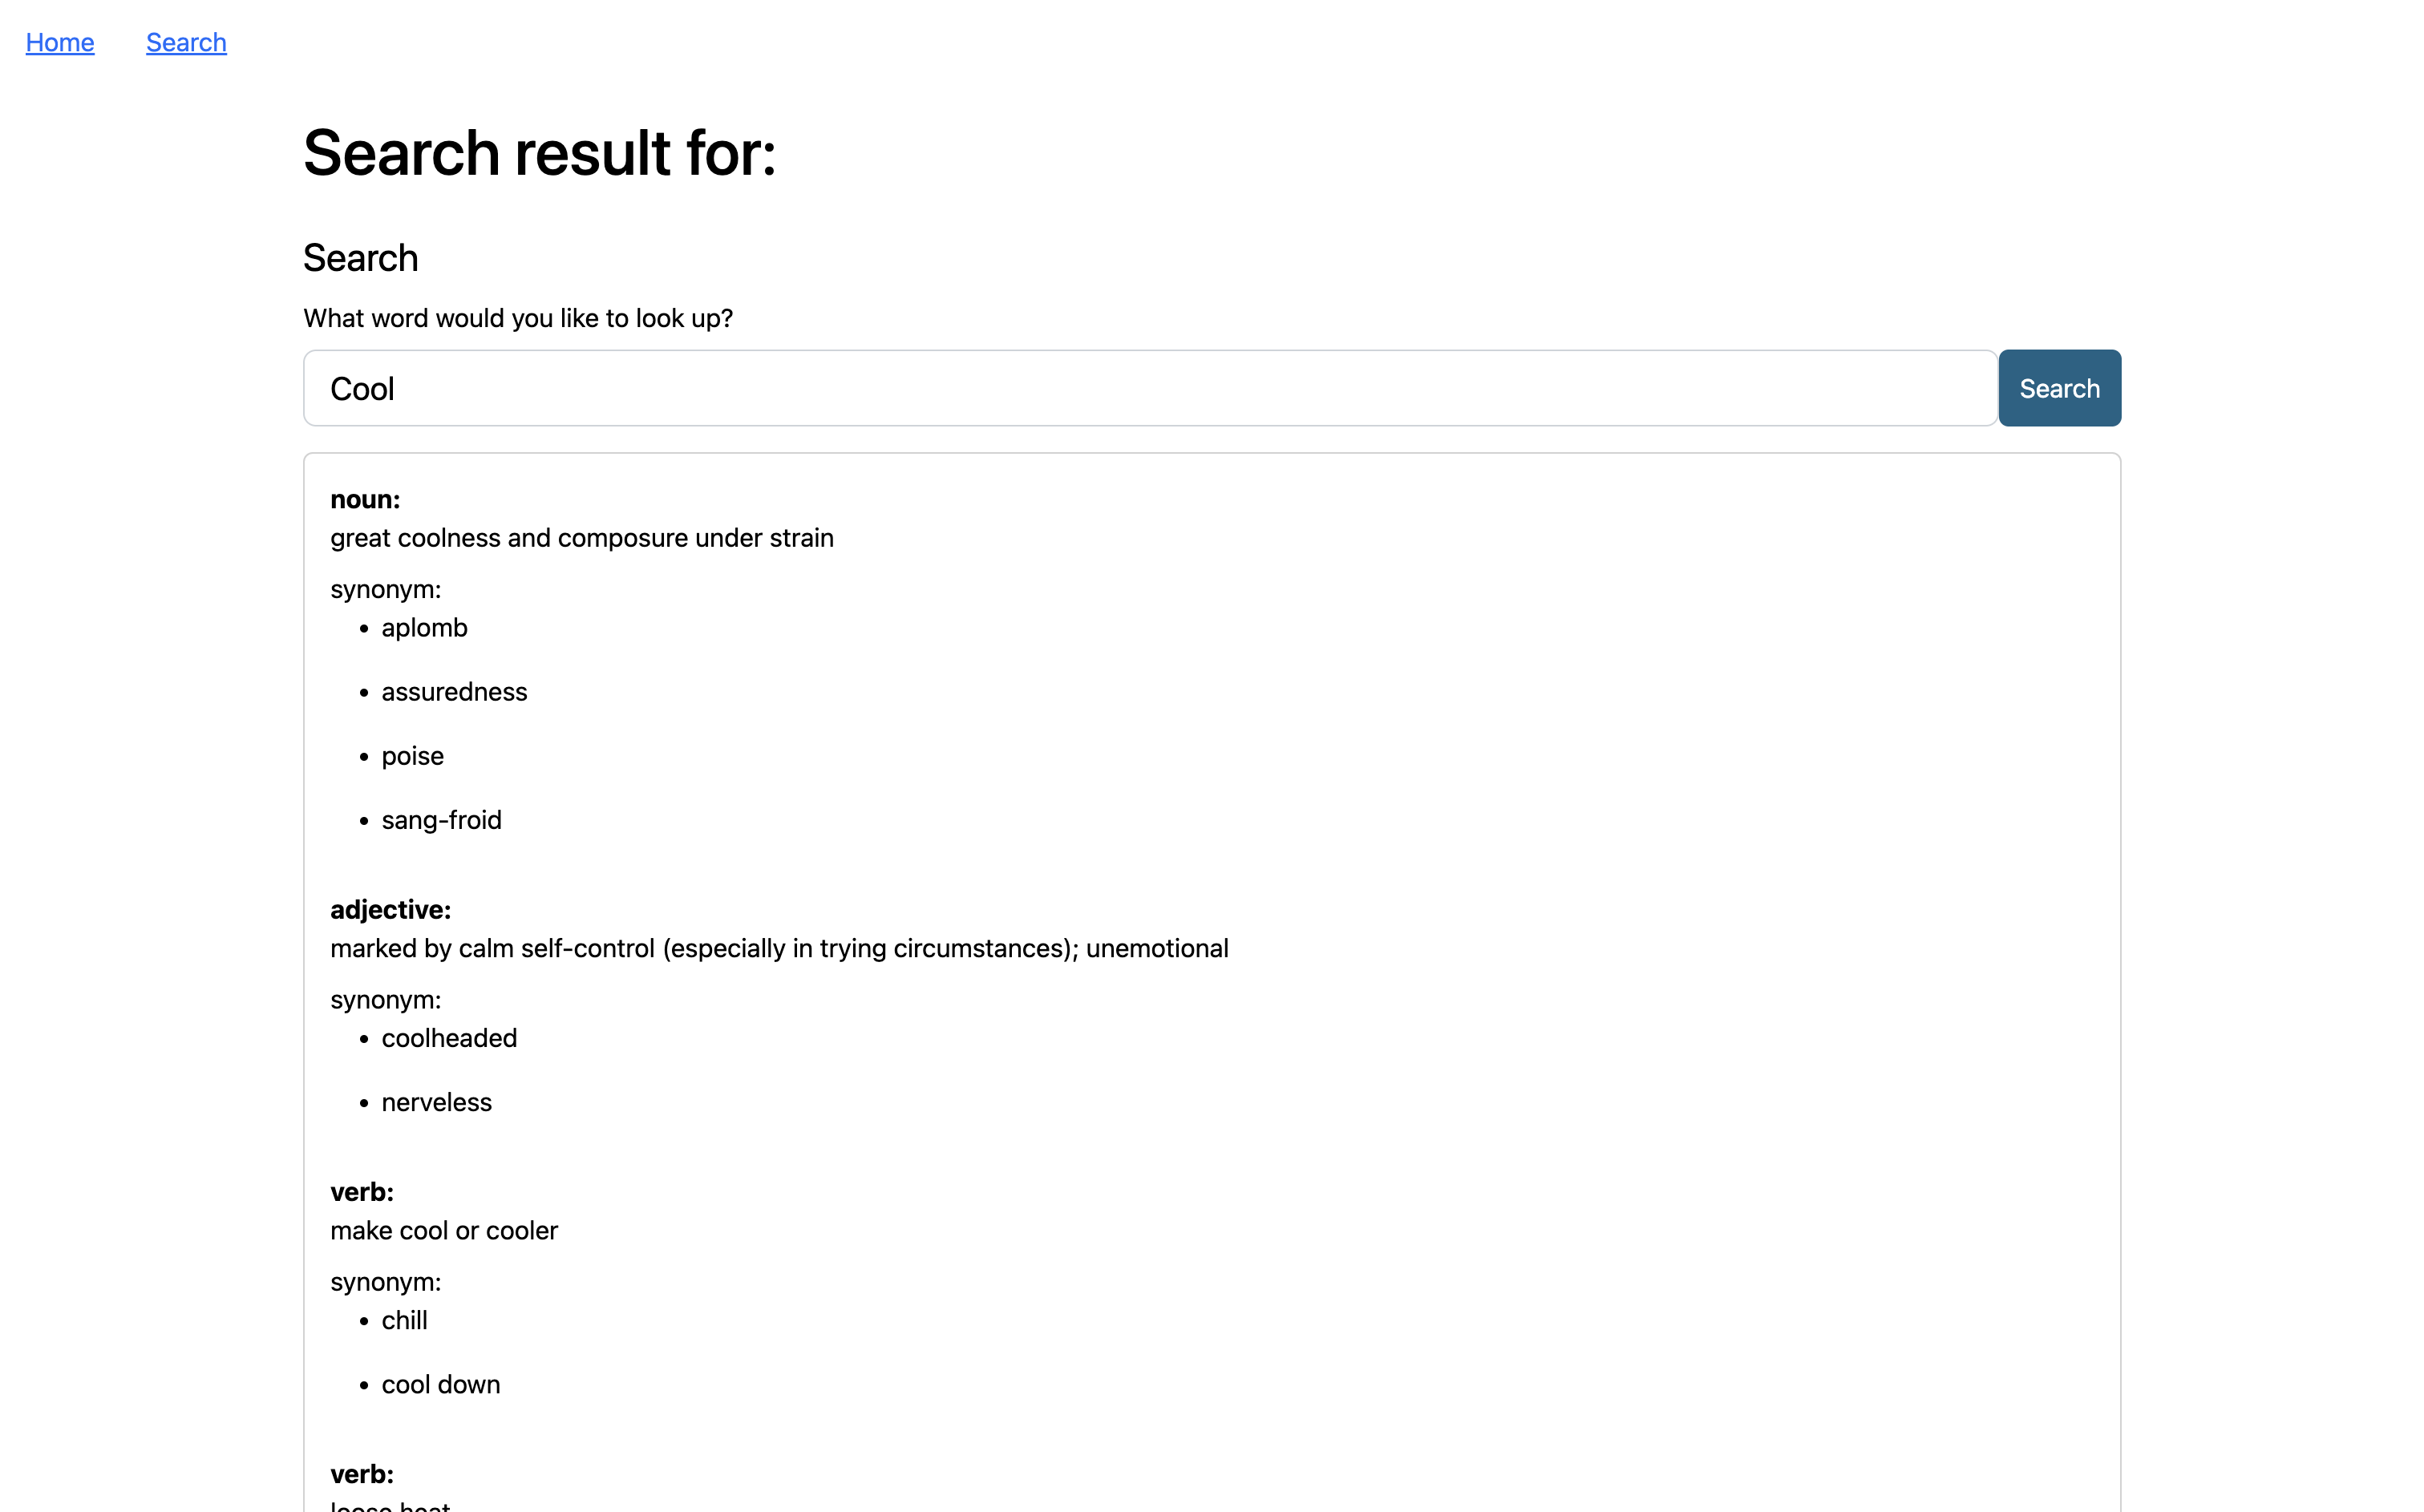 Home Search
Search result for:
Search
What word would you like to look up?
Cool Search
noun:
great coolness and composure under strain
synonym:
• aplomb
• assuredness
• poise
• sang-froid
adjective:
marked by calm self-control (especially in trying circumstances); unemotional
synonym:
• coolheaded
• nerveless
verb:
make cool or cooler
synonym:
• chill
• cool down
verb:
loose heat